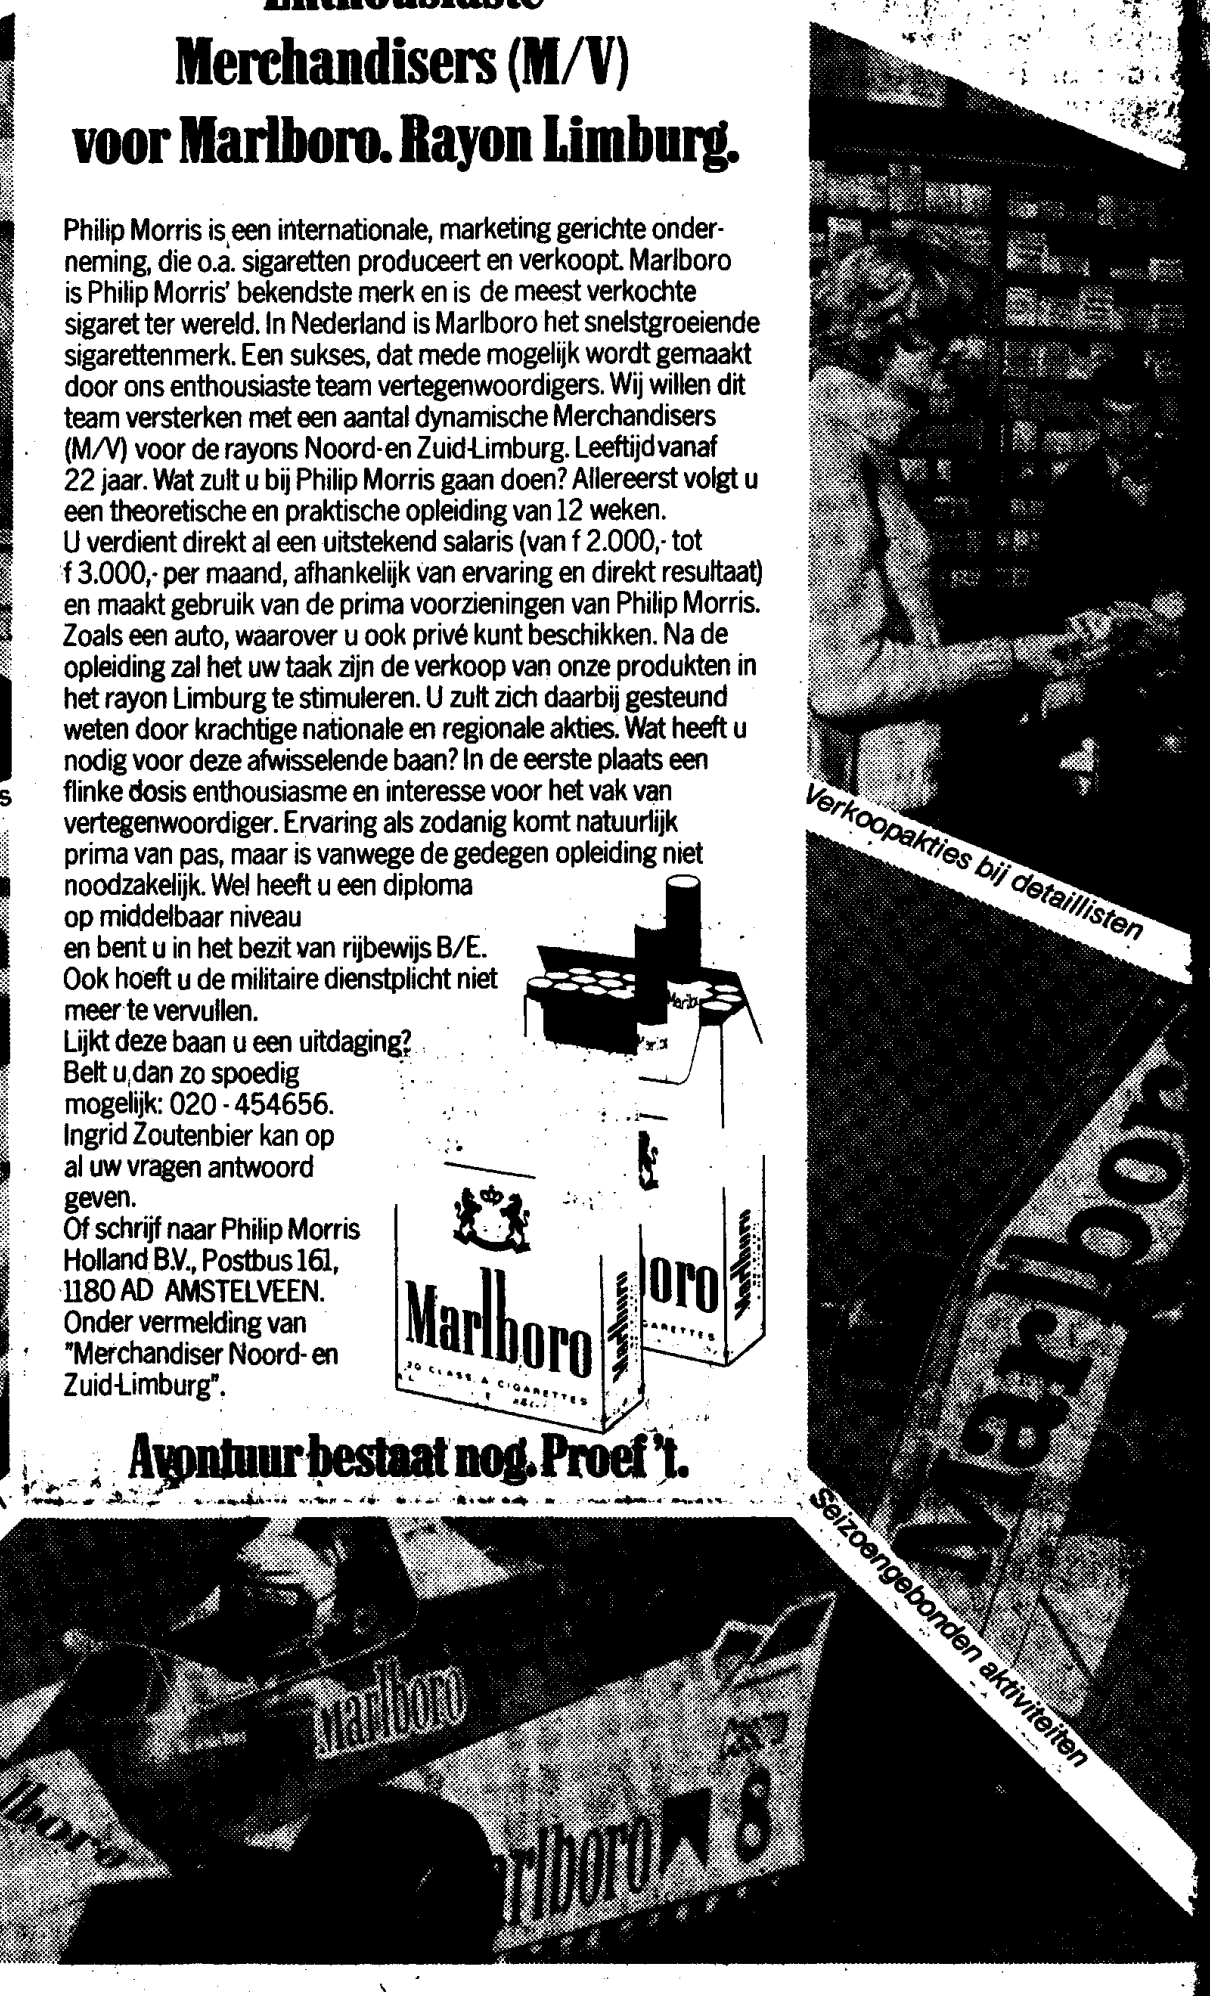 Enthousiaste
Merchandisers (M/V)
voor Marlboro. Rayon Limburg.
Philip Morris is een internationale, marketing gerichte onder-
neming, die o.a. sigaretten produceert en verkoopt. Marlboro
is Philip Morris' bekendste merk en is de meest verkochte
sigaret ter wereld. In Nederland is Marlboro het snelstgroeiende
sigarettenmerk. Een sukses, dat mede mogelijk wordt gemaakt
door ons enthousiaste team vertegenwoordigers. Wij willen dit
team versterken met een aantal dynamische Merchandisers
(M/V) voor de rayons Noord- en Zuid-Limburg. Leeftijd vanaf
22 jaar. Wat zult u bij Philip Morris gaan doen? Allereerst volgt u
een theoretische en praktische opleiding van 12 weken.
U verdient direkt al een uitstekend salaris (van f 2.000,- tot
f 3.000,- per maand, afhankelijk van ervaring en direkt resultaat)
en maakt gebruik van de prima voorzieningen van Philip Morris.
Zoals een auto, waarover u ook privé kunt beschikken. Na de
opleiding zal het uw taak zijn de verkoop van onze produkten in
het rayon Limburg te stimuleren. U zult zich daarbij gesteund
weten door krachtige nationale en regionale akties. Wat heeft u
nodig voor deze afwisselende baan? In de eerste plaats een
flinke dosis enthousiasme en interesse voor het vak van
vertegenwoordiger. Ervaring als zodanig komt natuurlijk
prima van pas, maar is vanwege de gedegen opleiding niet
noodzakelijk. Wel heeft u een diploma
op middelbaar niveau
en bent u in het bezit van rijbewijs B/E.
Ook hoeft u de militaire dienstplicht niet
meer te vervullen.
Lijkt deze baan u een uitdaging?
Belt u dan zo spoedig
mogelijk: 020 - 454656.
Ingrid Zoutenbier kan op
al uw vragen antwoord
geven.
Of schrijf naar Philip Morris
Holland B.V., Postbus 161,
1180 AD AMSTELVEEN.
Onder vermelding van
"Merchandiser Noord- en
Zuid-Limburg".
Marlboro
Marlboro
20 CLASS A CIGARETTES
oro
Marlboro
ARETTES
Avontuur bestaat nog. Proef 't.
Verkoopakties bij detaillisten
Marlboro
Seizoengebonden aktiviteiten
Marlboro
lboro
rlboro
8